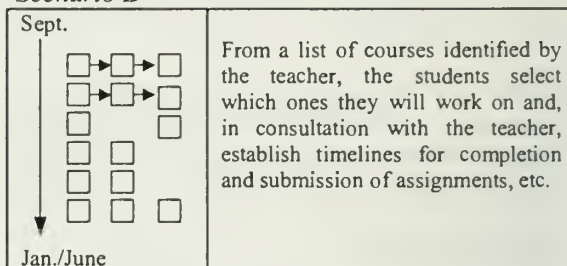 Sept.
From a list of courses identified by
the teacher, the students select
which ones they will work on and,
in consultation with the teacher,
establish timelines for completion
and submission of assignments, etc.
Jan./June